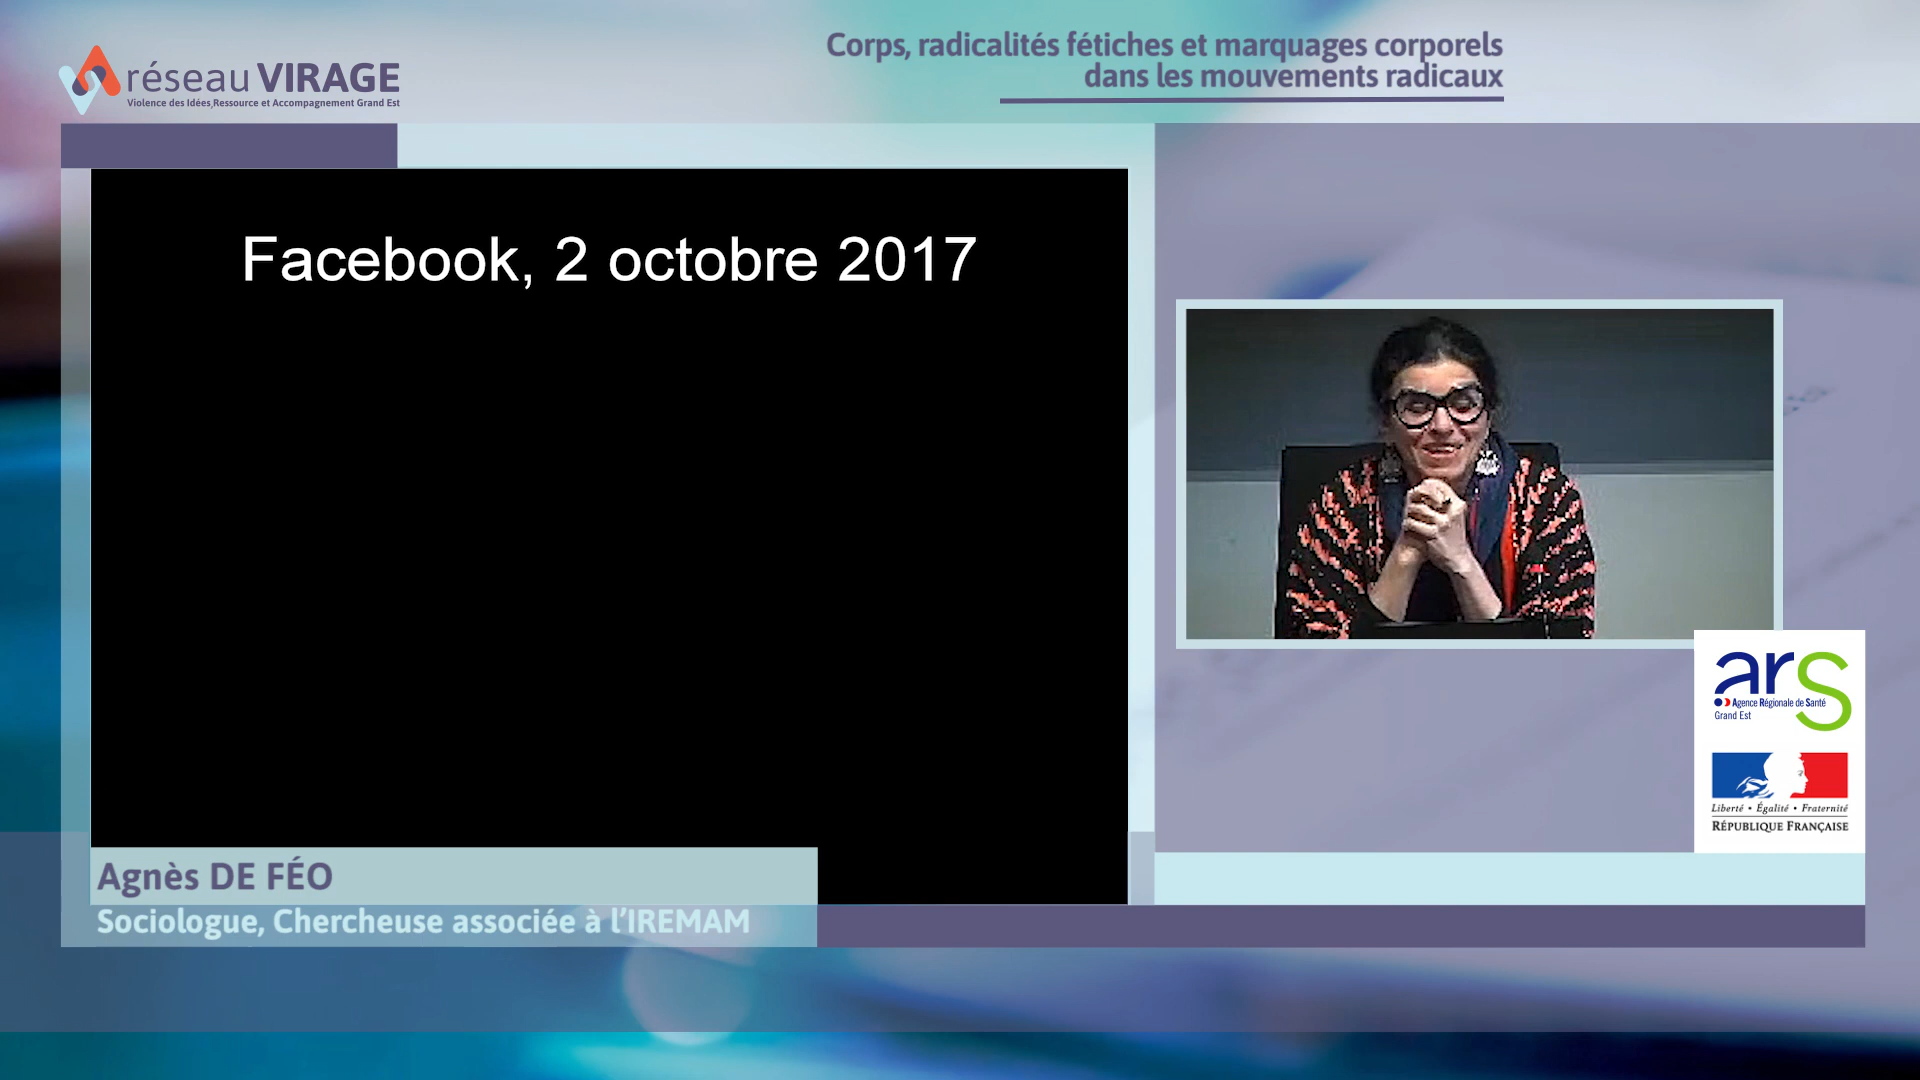 réseau VIRAGE
Violence des Idées,Ressource et Accompagnement Grand Est
Corps, radicalités fétiches et marquages corporels
dans les mouvements radicaux
Facebook, 2 octobre 2017
Agnès DE FÉO
Sociologue, Chercheuse associée à l'IREMAM
ars
Agence Régionale de Santé
Grand Est
Liberté • Égalité • Fraternité
RÉPUBLIQUE FRANÇAISE